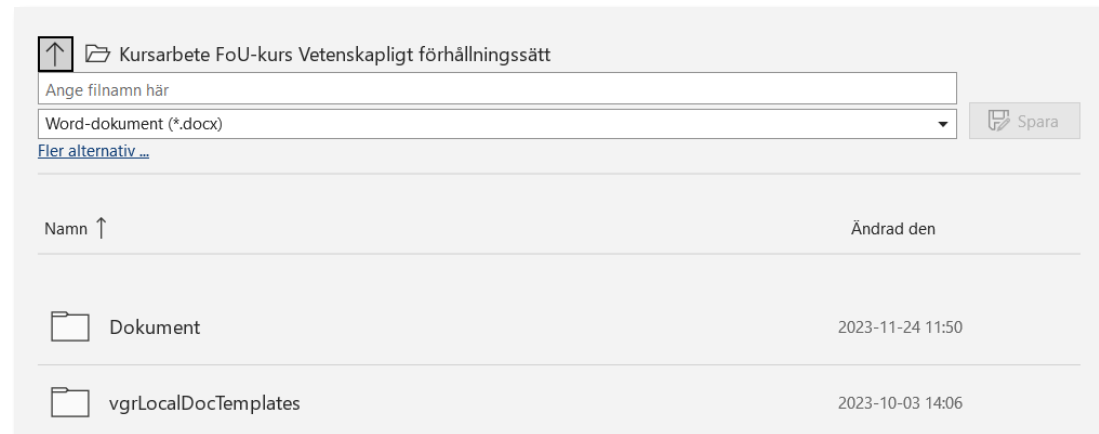 Kursarbete FoU-kurs Vetenskapligt förhållningssätt
Ange filnamn här
Word-dokument (*.docx)
Spara
Fler alternativ ...
Namn ↑ Ändrad den
Dokument 2023-11-24 11:50
vgrLocalDocTemplates 2023-10-03 14:06